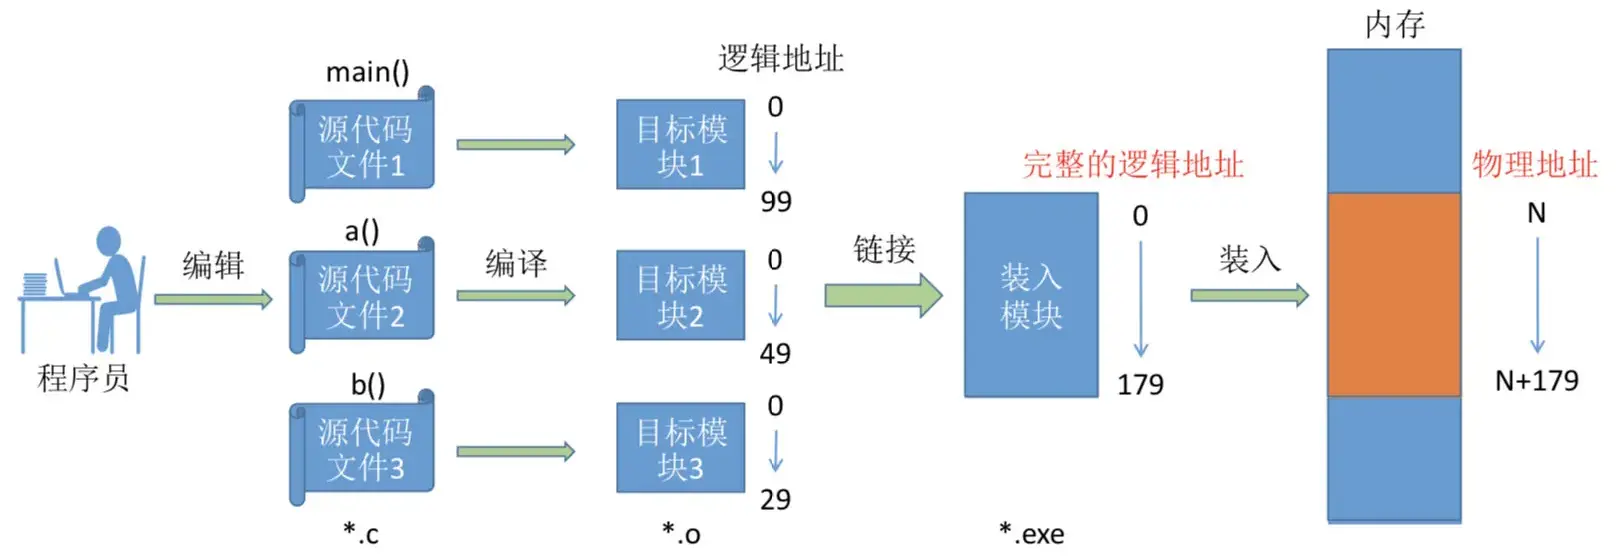 程序员
编辑
main()
源代码
文件1
a()
源代码
文件2
b()
源代码
文件3
*.c
编译
逻辑地址
目标模
块1
0
99
目标模
块2
0
49
目标模
块3
0
29
*.o
链接
完整的逻辑地址
装入
模块
0
179
*.exe
装入
内存
物理地址
N
N+179